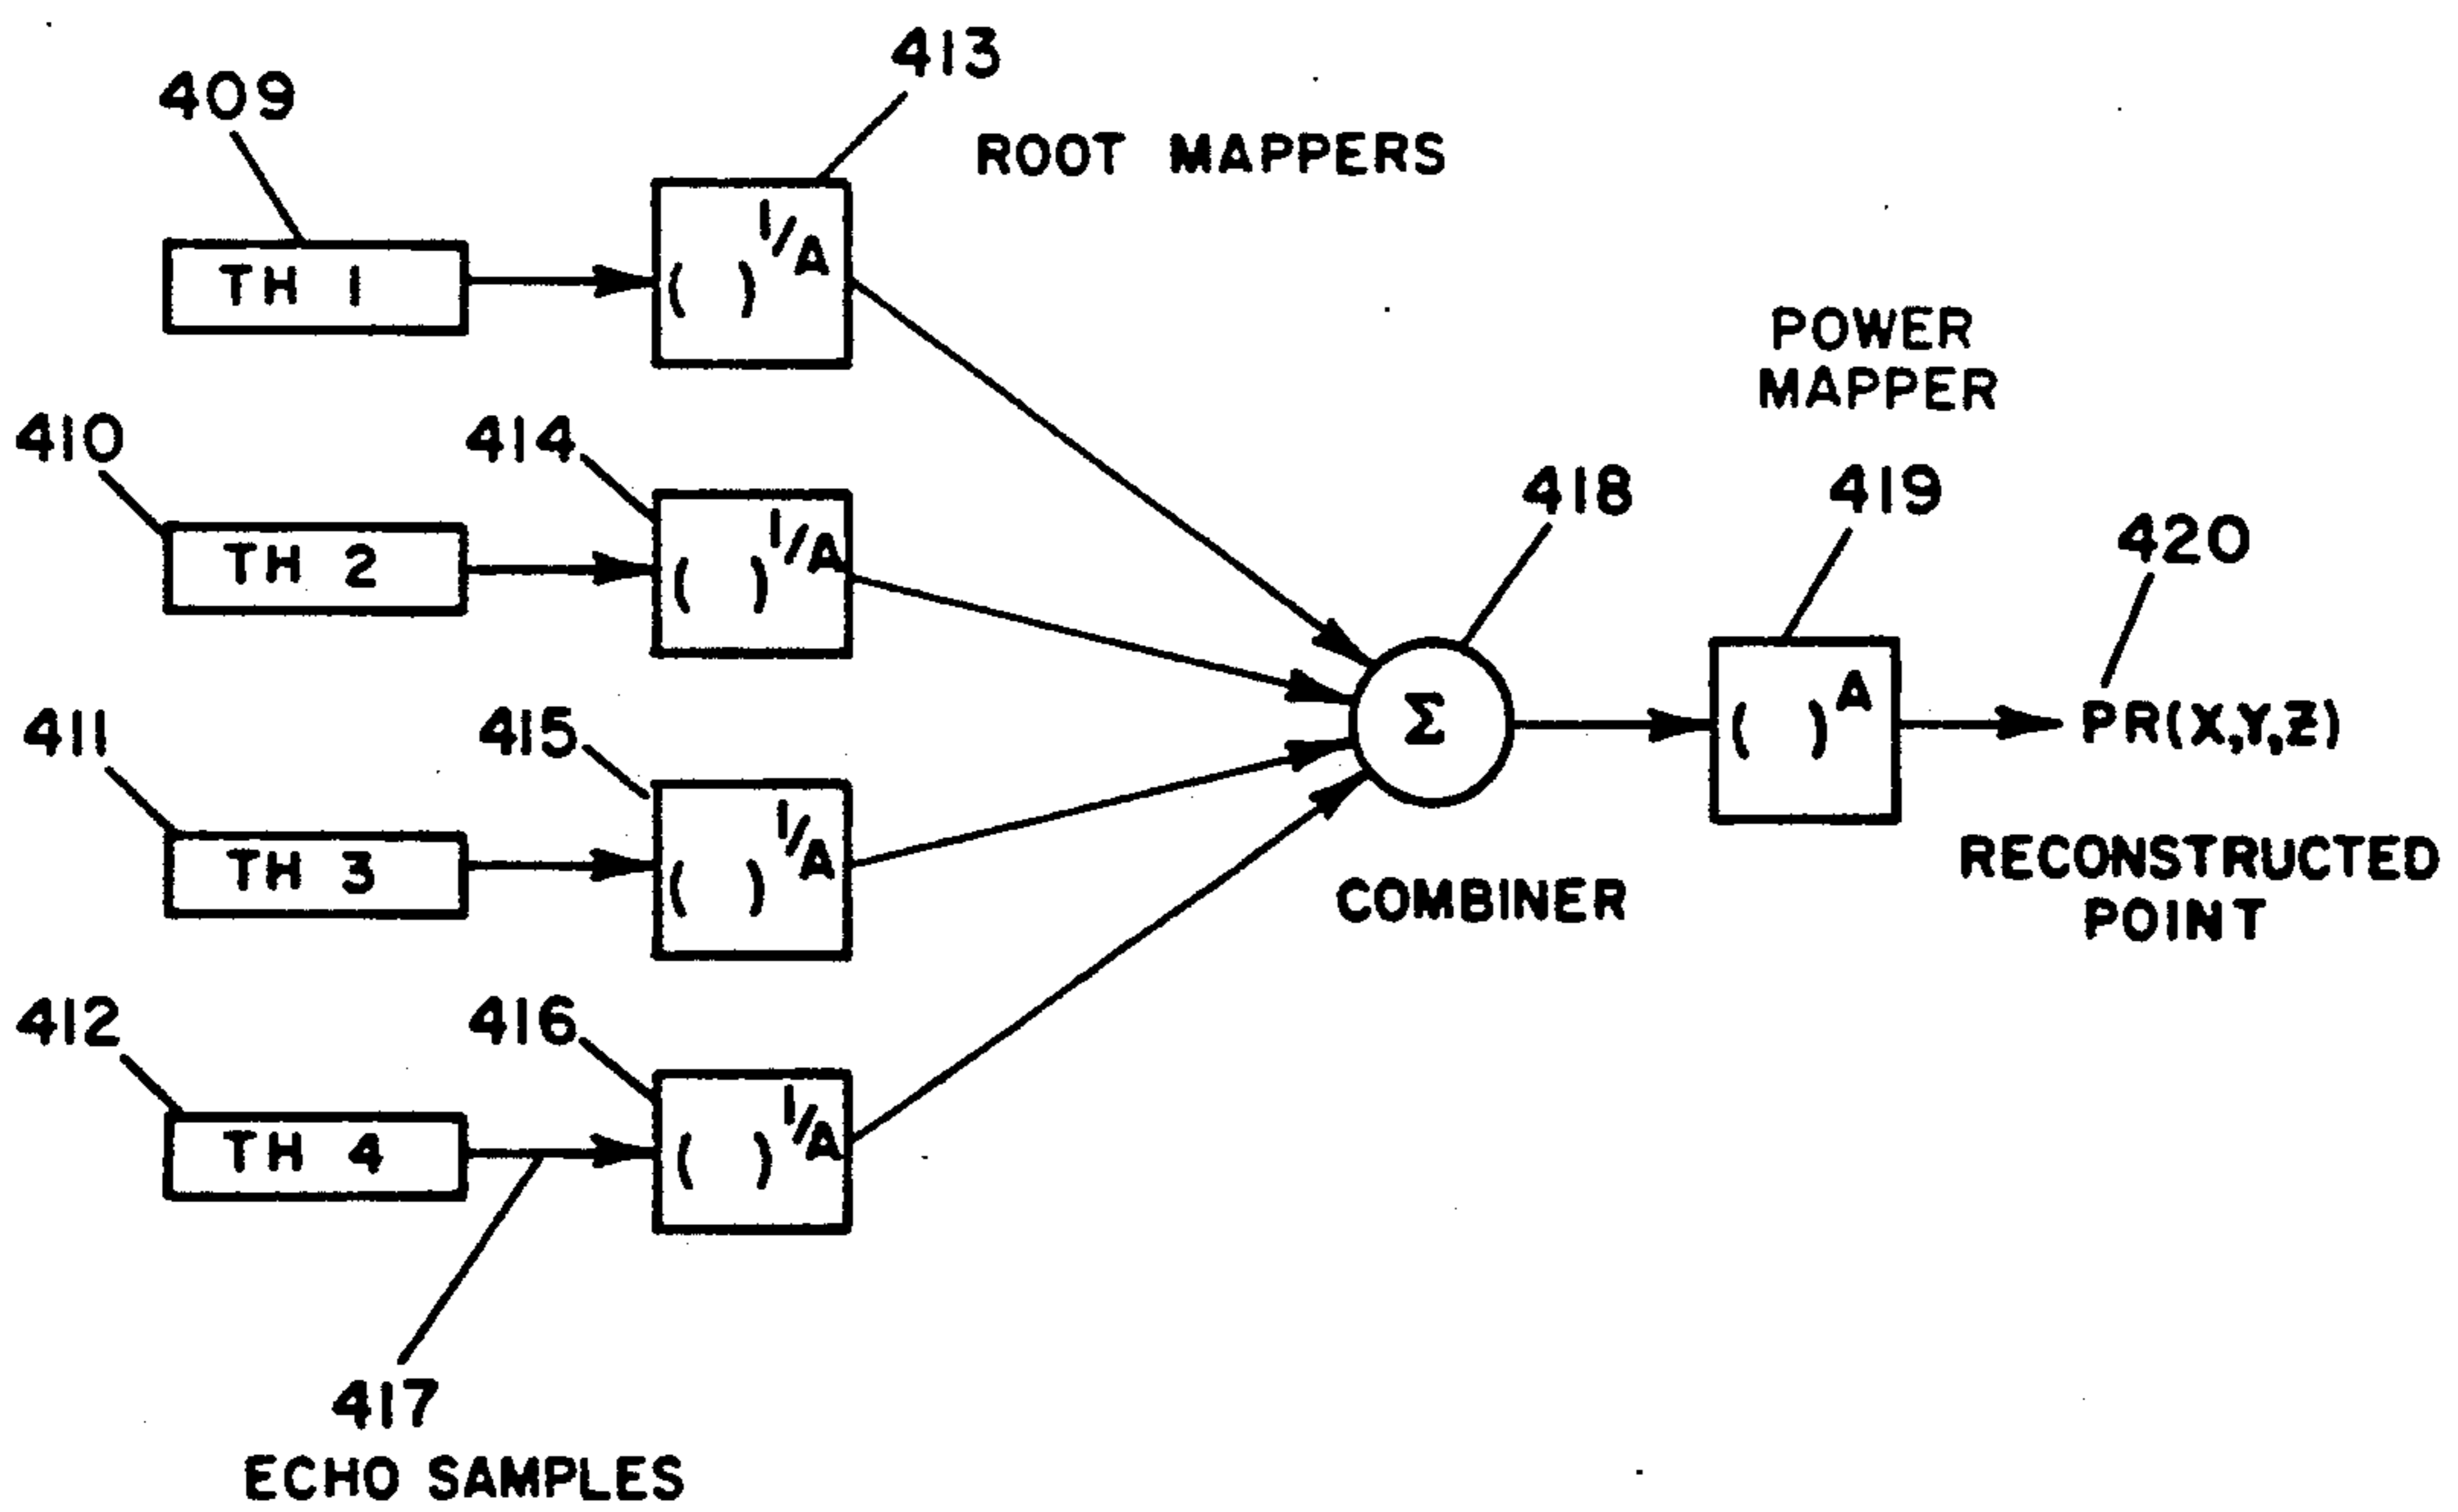 413
409
ROOT MAPPERS
TH 1
( )1/A
POWER
MAPPER
410
414
418
419
420
TH 2
( )1/A
411
415
Σ
( )A
PR(X,Y,Z)
TH 3
( )1/A
COMBINER
RECONSTRUCTED
POINT
412
416
TH 4
( )1/A
417
ECHO SAMPLES